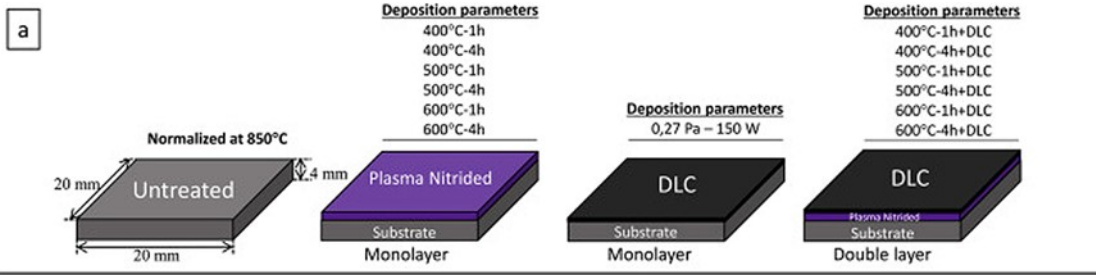 a
Normalized at 850°C
20 mm
Untreated
4 mm
20 mm
Deposition parameters
400°C-1h
400°C-4h
500°C-1h
500°C-4h
600°C-1h
600°C-4h
Plasma Nitrided
Substrate
Monolayer
Deposition parameters
0,27 Pa – 150 W
DLC
Substrate
Monolayer
Deposition parameters
400°C-1h+DLC
400°C-4h+DLC
500°C-1h+DLC
500°C-4h+DLC
600°C-1h+DLC
600°C-4h+DLC
DLC
Plasma Nitrided
Substrate
Double layer